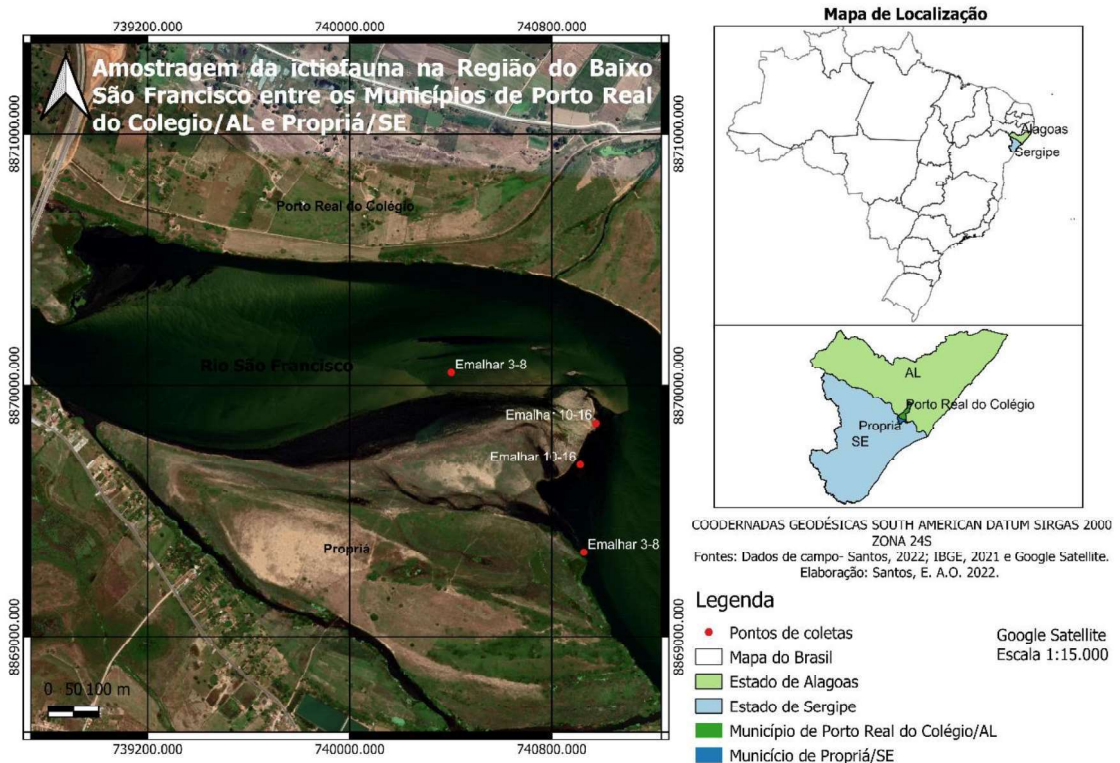 739200.000
740000.000
740800.000
Amostragem da ictiofauna na Região do Baixo
São Francisco entre os Municípios de Porto Real
do Colegio/AL e Propriá/SE
8871000.000
8871000.000
Porto Real do Colégio
Rio São Francisco
Emalhar 3-8
8870000.000
8870000.000
Emalhar 10-16
Emalhar 10-16
Emalhar 3-8
Propriá
8869000.000
8869000.000
0 50 100 m
739200.000
740000.000
740800.000
Mapa de Localização
Alagoas
Sergipe
AL
Porto Real do Colégio
Propriá
SE
COODERNADAS GEODÉSICAS SOUTH AMERICAN DATUM SIRGAS 2000
ZONA 24S
Fontes: Dados de campo- Santos, 2022; IBGE, 2021 e Google Satellite.
Elaboração: Santos, E. A.O. 2022.
Legenda
Pontos de coletas
Mapa do Brasil
Estado de Alagoas
Estado de Sergipe
Município de Porto Real do Colégio/AL
Municício de Propriá/SE
Google Satellite
Escala 1:15.000